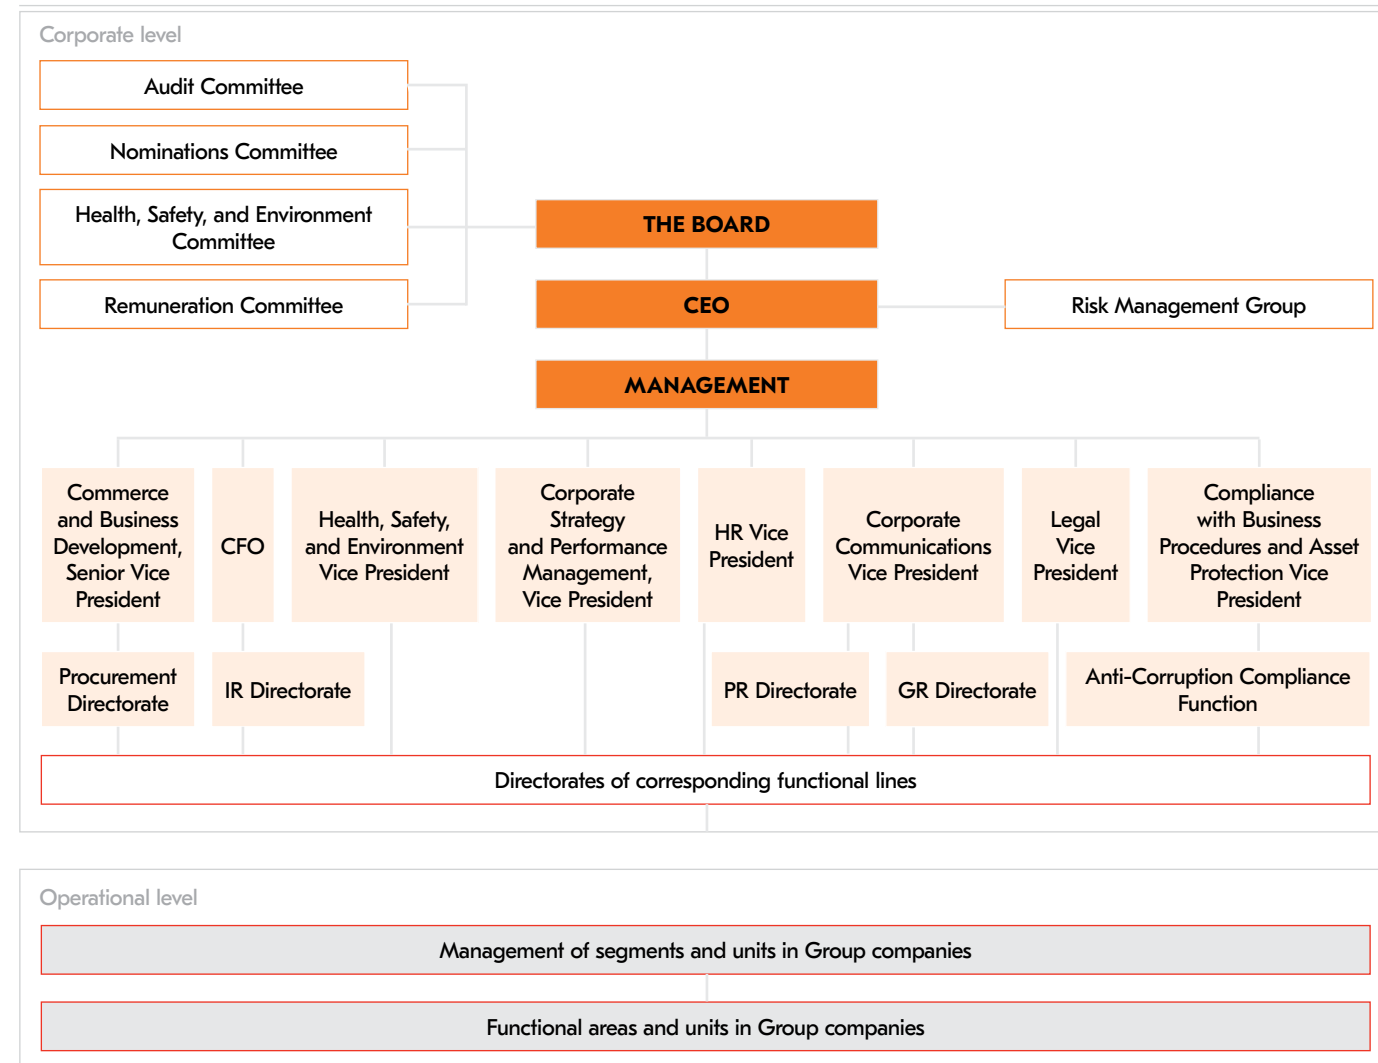 Corporate level
Audit Committee
Nominations Committee
Health, Safety, and Environment
Committee
Remuneration Committee
THE BOARD
CEO
Risk Management Group
MANAGEMENT
Commerce
and Business
Development,
Senior Vice
President
CFO
Health, Safety,
and Environment
Vice President
Corporate
Strategy
and Performance
Management,
Vice President
HR Vice
President
Corporate
Communications
Vice President
Legal
Vice
President
Compliance
with Business
Procedures and Asset
Protection Vice
President
Procurement
Directorate
IR Directorate
PR Directorate
GR Directorate
Anti-Corruption Compliance
Function
Directorates of corresponding functional lines
Operational level
Management of segments and units in Group companies
Functional areas and units in Group companies